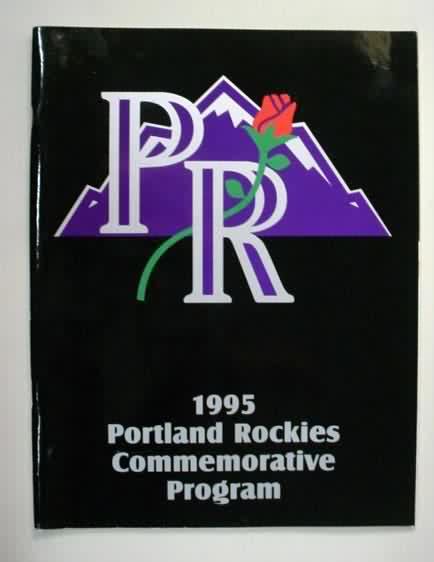 PR
1995
Portland Rockies
Commemorative
Program